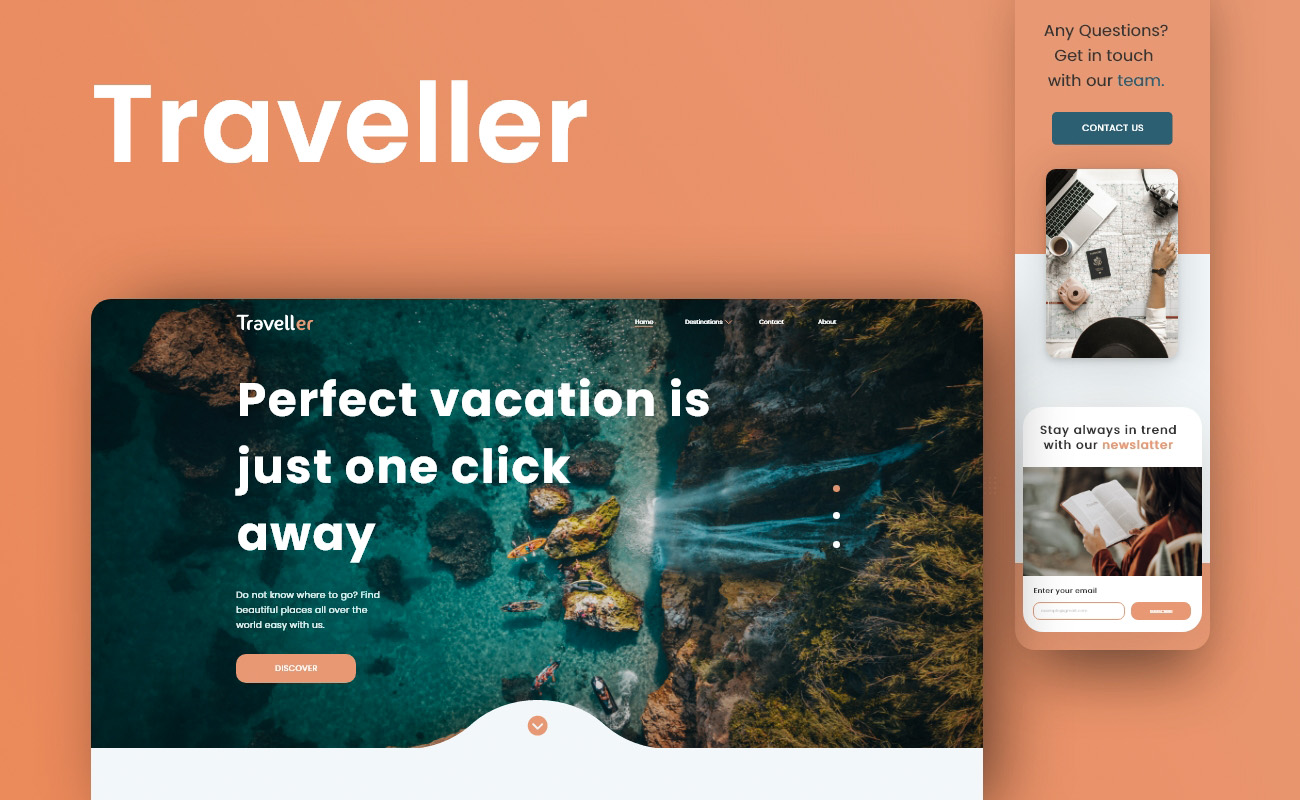 Traveller
Traveller
Home Destinations Contact About
Perfect vacation is
just one click
away
Do not know where to go? Find
beautiful places all over the
world easy with us.
DISCOVER
Any Questions?
Get in touch
with our team.
CONTACT US
Stay always in trend
with our newslatter
Enter your email